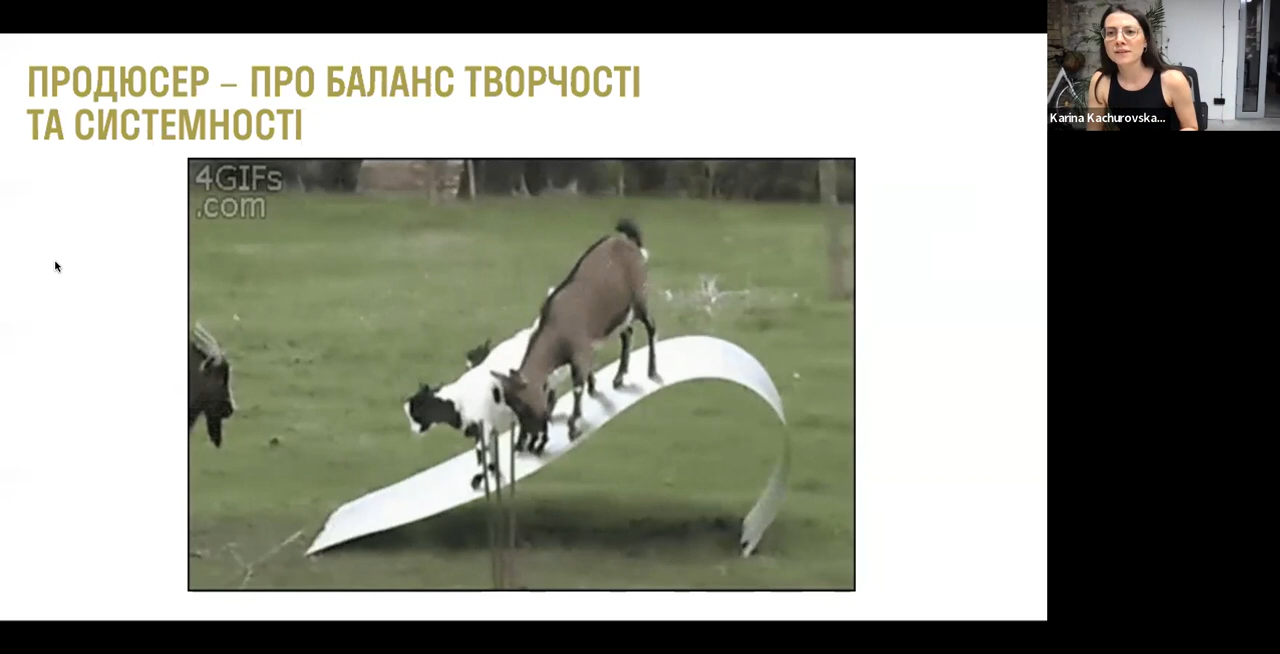 ПРОДЮСЕР – ПРО БАЛАНС ТВОРЧОСТІ
ТА СИСТЕМНОСТІ
4GIFs
.com
Karina Kachurovska...